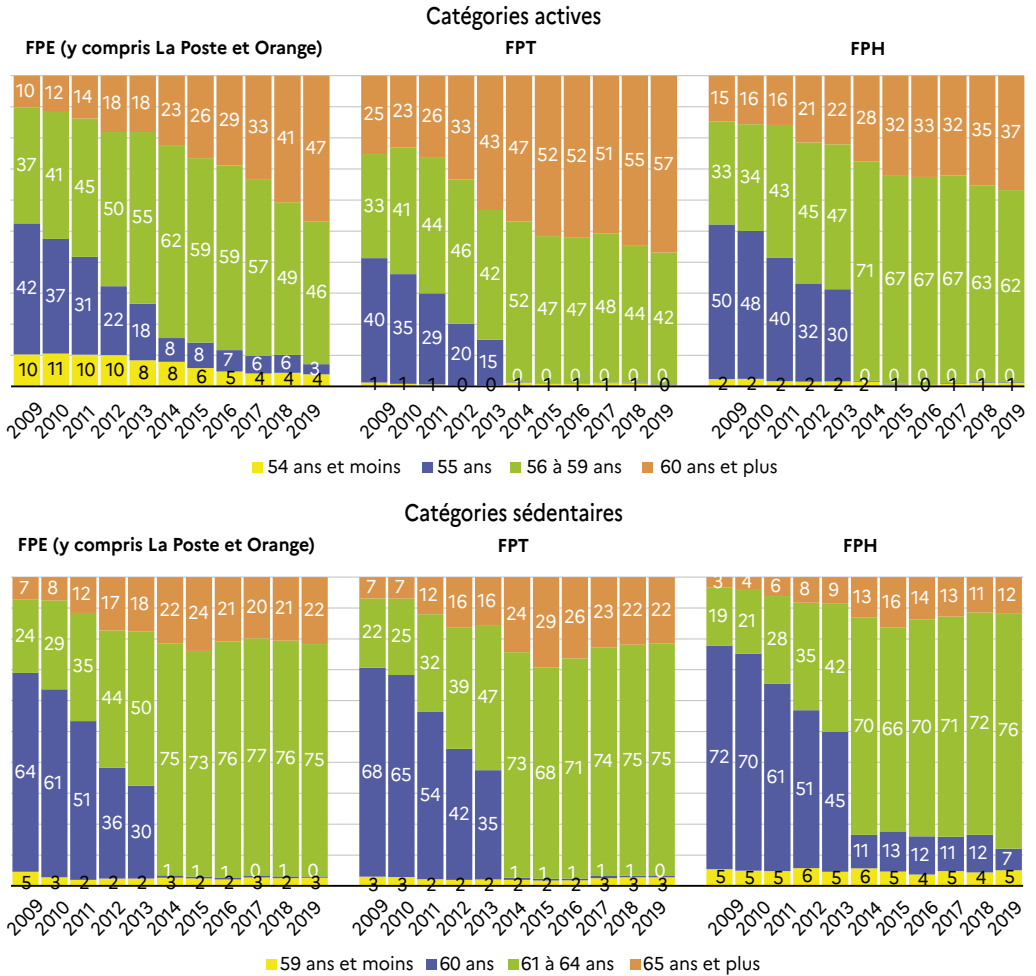 Catégories actives
FPE (y compris La Poste et Orange)
10 12 14 18 18 23 26 29 33 41 47
37 41 45 50 55 62 59 59 57 49 46
42 37 31 22 18 8 8 7 6 6 3
10 11 10 10 8 8 6 5 4 4 4
2009 2010 2011 2012 2013 2014 2015 2016 2017 2018 2019
FPT
25 23 26 33 43 47 52 52 51 55 57
33 41 44 46 42 52 47 47 48 44 42
40 35 29 20 15 0 0 0 0 0 0
1 1 1 0 0 1 1 1 1 1 0
2009 2010 2011 2012 2013 2014 2015 2016 2017 2018 2019
FPH
15 16 16 21 22 28 32 33 32 35 37
33 34 43 45 47 71 67 67 67 63 62
50 48 40 32 30 0 0 0 0 0 0
2 2 2 2 2 2 1 0 1 1 1
2009 2010 2011 2012 2013 2014 2015 2016 2017 2018 2019
54 ans et moins 55 ans 56 à 59 ans 60 ans et plus
Catégories sédentaires
FPE (y compris La Poste et Orange)
7 8 12 17 18 22 24 21 20 21 22
24 29 35 44 50 75 73 76 77 76 75
64 61 51 36 30 1 1 1 0 1 0
5 3 2 2 2 3 2 2 3 2 3
2009 2010 2011 2012 2013 2014 2015 2016 2017 2018 2019
FPT
7 7 12 16 16 24 29 26 23 22 22
22 25 32 39 47 73 68 71 74 75 75
68 65 54 42 35 1 1 1 1 1 0
3 3 2 2 2 2 2 2 3 3 3
2009 2010 2011 2012 2013 2014 2015 2016 2017 2018 2019
FPH
3 4 6 8 9 13 16 14 13 11 12
19 21 28 35 42 70 66 70 71 72 76
72 70 61 51 45 11 13 12 11 12 7
5 5 5 6 5 6 5 4 5 4 5
2009 2010 2011 2012 2013 2014 2015 2016 2017 2018 2019
59 ans et moins 60 ans 61 à 64 ans 65 ans et plus